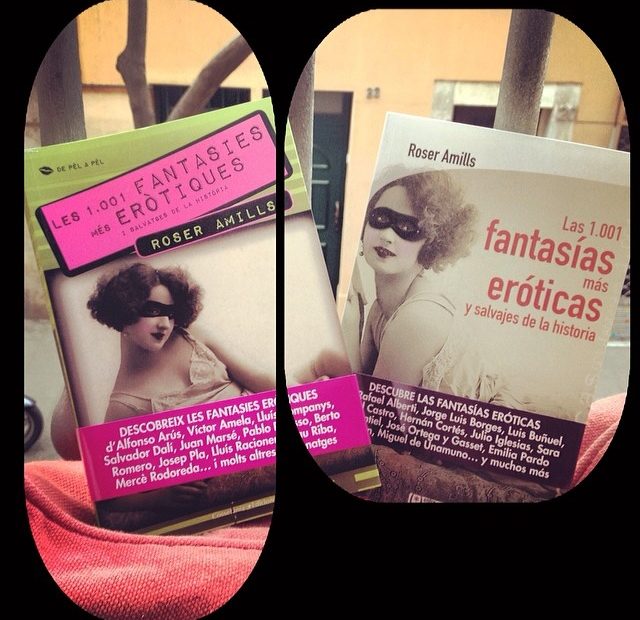 DE PÈL A PÈL
LES 1.001 FANTASIES
MÉS ERÒTIQUES
I SALVATGES DE LA HISTÒRIA
ROSER AMILLS
DESCOBREIX LES FANTASIES ERÒTIQUES
d'Alfonso Arús, Víctor Amela, Lluís
Salvador Dalí, Juan Marsé, Pablo
Romero, Josep Pla, Lluís Racionero
Mercè Rodoreda... i molts altres
Roser Amills
Las 1.001
fantasías
más
eróticas
y salvajes de la historia
DESCUBRE LAS FANTASÍAS ERÓTICAS
Rafael Alberti, Jorge Luis Borges, Luis Buñuel,
Castro, Hernán Cortés, Julio Iglesias, Sara
José Ortega y Gasset, Emilia Pardo
Miguel de Unamuno... y muchos más